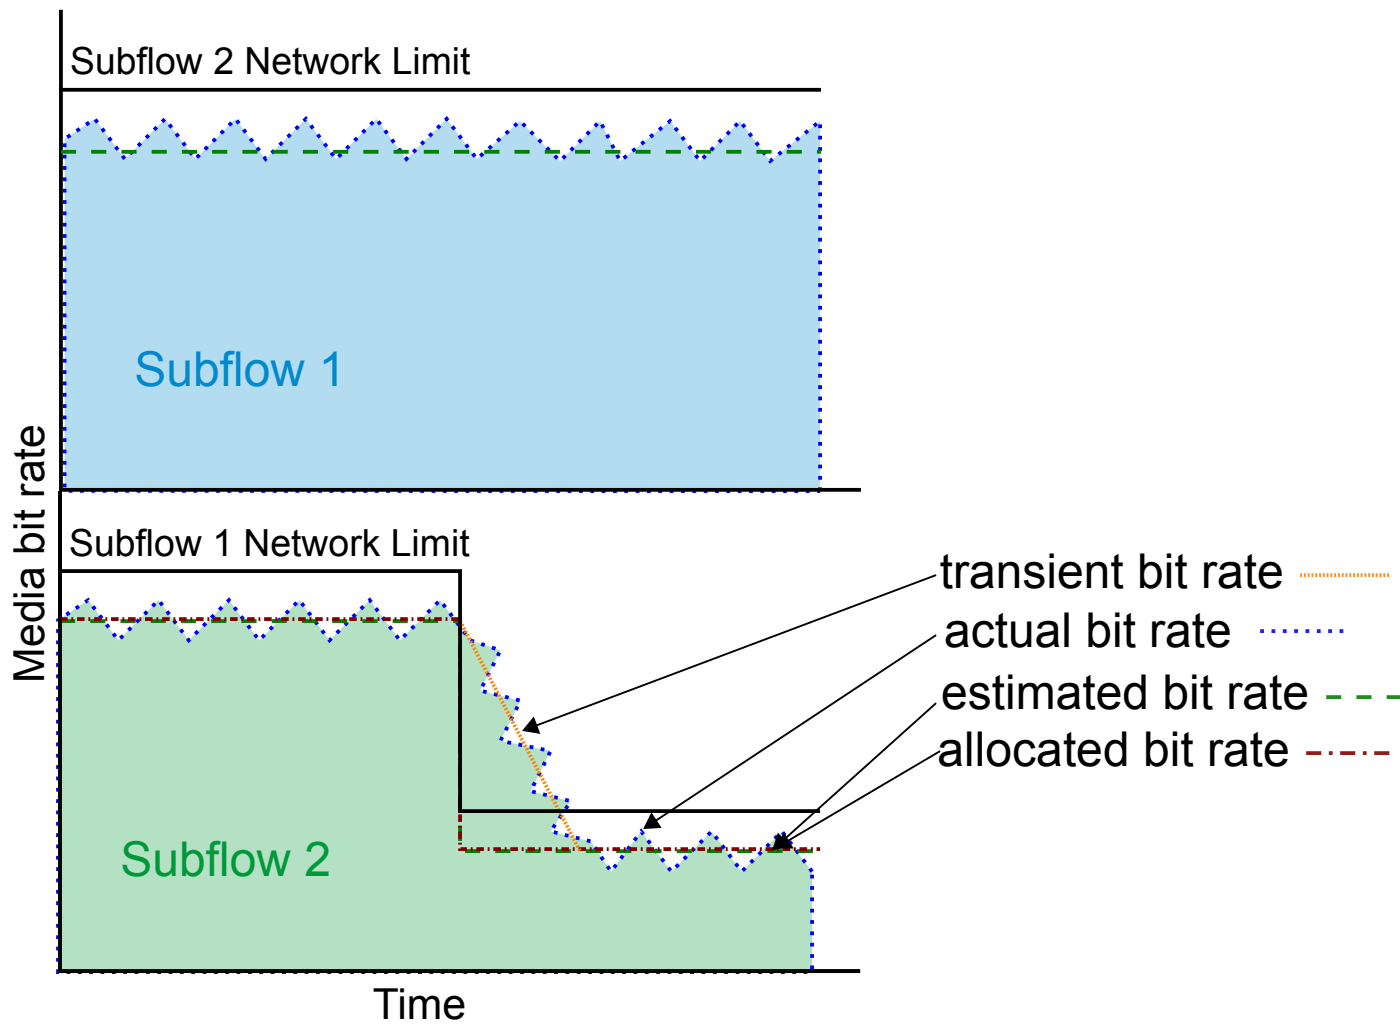 Subflow 2 Network Limit
Subflow 1
Media bit rate
Subflow 1 Network Limit
transient bit rate
actual bit rate
estimated bit rate
allocated bit rate
Subflow 2
Time